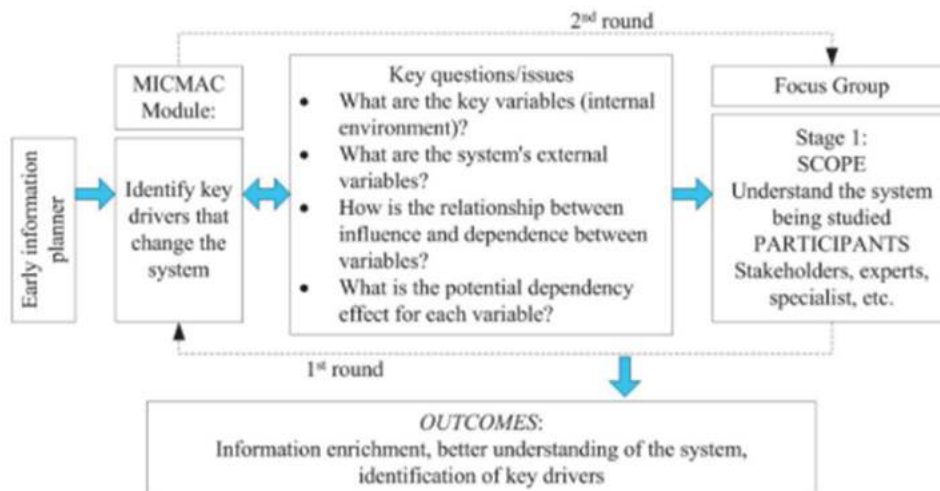 2nd round
MICMAC
Module:
Early information
planner
Identify key
drivers that
change the
system
Key questions/issues
• What are the key variables (internal
environment)?
• What are the system's external
variables?
• How is the relationship between
influence and dependence between
variables?
• What is the potential dependency
effect for each variable?
Focus Group
Stage 1:
SCOPE
Understand the system
being studied
PARTICIPANTS
Stakeholders, experts,
specialist, etc.
1st round
OUTCOMES:
Information enrichment, better understanding of the system,
identification of key drivers